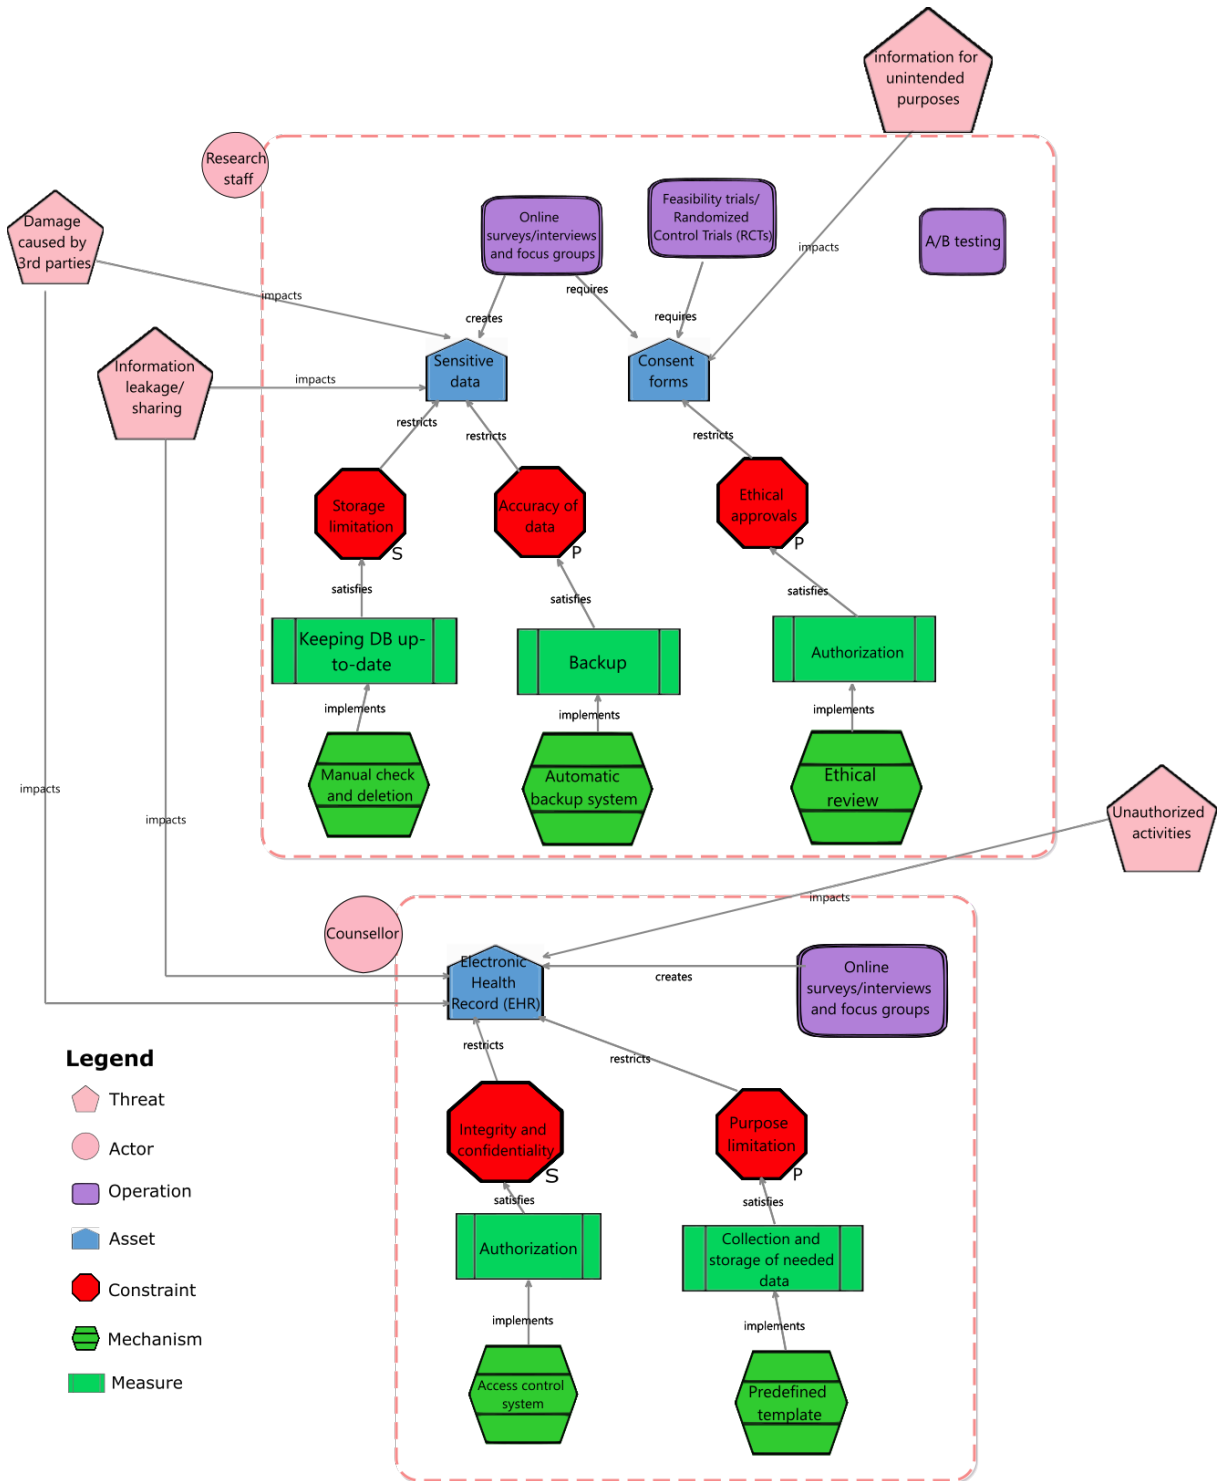 information for
unintended
purposes
Research
staff
Damage
caused by
3rd parties
Online
surveys/interviews
and focus groups
Feasibility trials/
Randomized
Control Trials (RCTs)
A/B testing
impacts
impacts
requires
creates
requires
Information
leakage/
sharing
impacts
Sensitive
data
Consent
forms
restricts
restricts
restricts
Storage
limitation
S
Accuracy of
data
P
Ethical
approvals
P
satisfies
satisfies
satisfies
Keeping DB up-
to-date
Backup
Authorization
implements
implements
implements
Manual check
and deletion
Automatic
backup system
Ethical
review
impacts
impacts
Unauthorized
activities
impacts
Counsellor
Electronic
Health
Record (EHR)
creates
Online
surveys/interviews
and focus groups
restricts
restricts
Integrity and
confidentiality
S
Purpose
limitation
P
satisfies
satisfies
Authorization
Collection and
storage of needed
data
implements
implements
Access control
system
Predefined
template
Legend
Threat
Actor
Operation
Asset
Constraint
Mechanism
Measure